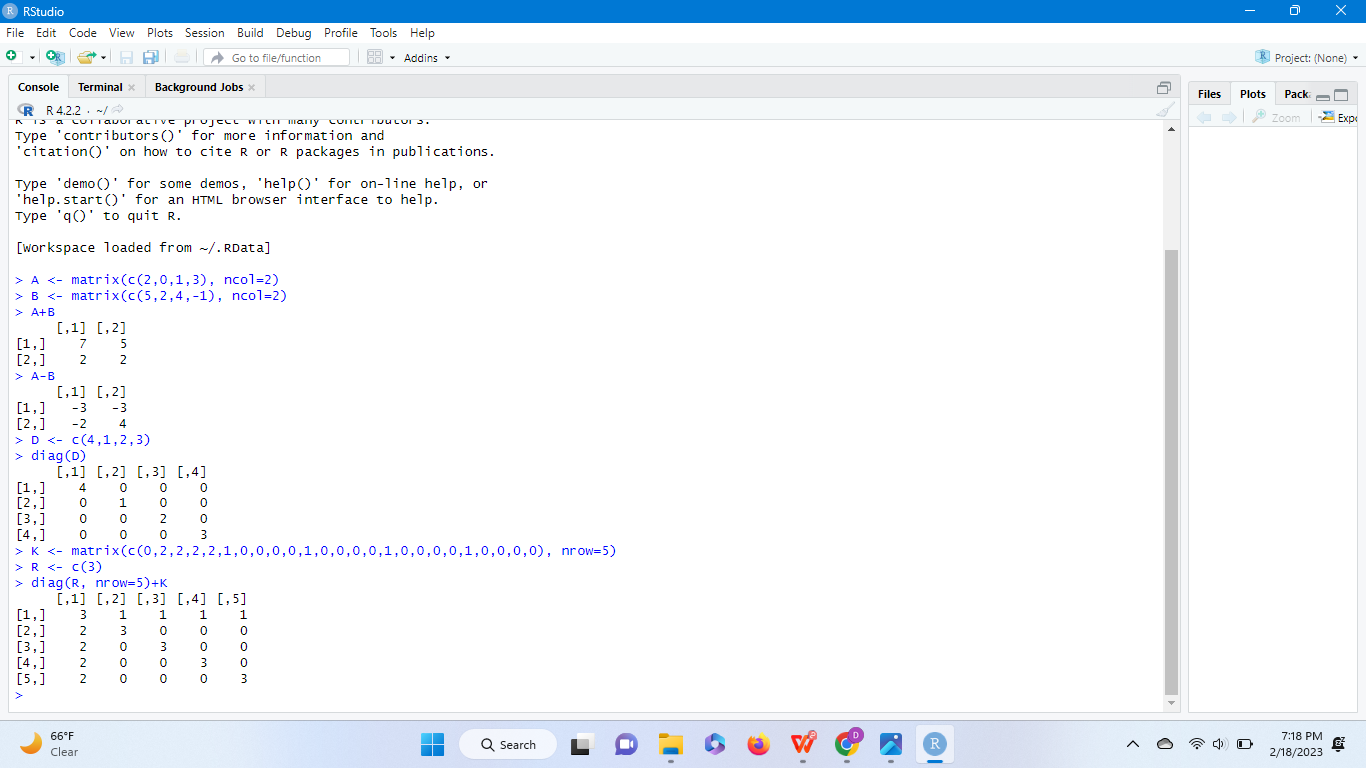 RStudio
File Edit Code View Plots Session Build Debug Profile Tools Help
Go to file/function Addins Project: (None)
Console Terminal Background Jobs
Files Plots Pack
R 4.2.2 · ~/
Zoom Expo
R is a collaborative project with many contributors.
Type 'contributors()' for more information and
'citation()' on how to cite R or R packages in publications.
Type 'demo()' for some demos, 'help()' for on-line help, or
'help.start()' for an HTML browser interface to help.
Type 'q()' to quit R.
[Workspace loaded from ~/.RData]
> A <- matrix(c(2,0,1,3), ncol=2)
> B <- matrix(c(5,2,4,-1), ncol=2)
> A+B
[,1] [,2]
[1,] 7 5
[2,] 2 2
> A-B
[,1] [,2]
[1,] -3 -3
[2,] -2 4
> D <- c(4,1,2,3)
> diag(D)
[,1] [,2] [,3] [,4]
[1,] 4 0 0 0
[2,] 0 1 0 0
[3,] 0 0 2 0
[4,] 0 0 0 3
> K <- matrix(c(0,2,2,2,2,1,0,0,0,0,1,0,0,0,0,1,0,0,0,0,1,0,0,0,0), nrow=5)
> R <- c(3)
> diag(R, nrow=5)+K
[,1] [,2] [,3] [,4] [,5]
[1,] 3 1 1 1 1
[2,] 2 3 0 0 0
[3,] 2 0 3 0 0
[4,] 2 0 0 3 0
[5,] 2 0 0 0 3
>
66°F
Clear
Search
D
R
7:18 PM
2/18/2023